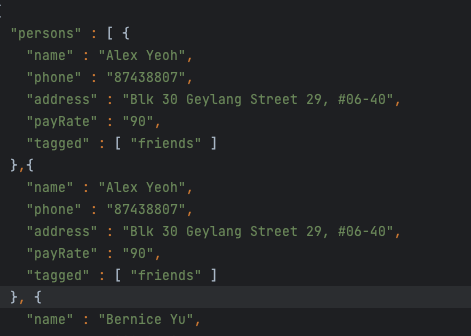 {
"persons" : [ {
"name" : "Alex Yeoh",
"phone" : "87438807",
"address" : "Blk 30 Geylang Street 29, #06-40",
"payRate" : "90",
"tagged" : [ "friends" ]
},{
"name" : "Alex Yeoh",
"phone" : "87438807",
"address" : "Blk 30 Geylang Street 29, #06-40",
"payRate" : "90",
"tagged" : [ "friends" ]
}, {
"name" : "Bernice Yu",